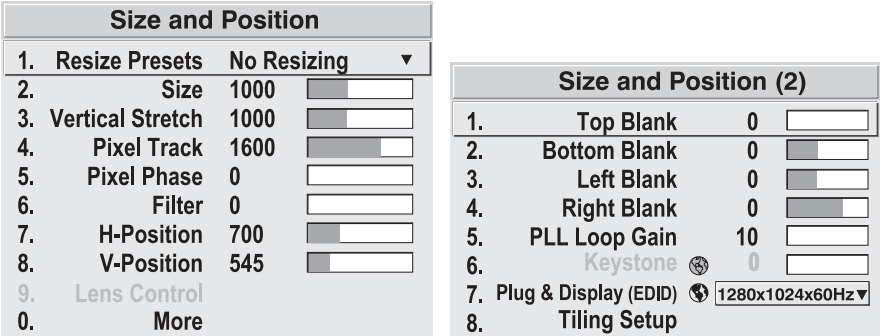 Size and Position
1. Resize Presets No Resizing ▼
2. Size 1000
3. Vertical Stretch 1000
4. Pixel Track 1600
5. Pixel Phase 0
6. Filter 0
7. H-Position 700
8. V-Position 545
9. Lens Control
0. More
Size and Position (2)
1. Top Blank 0
2. Bottom Blank 0
3. Left Blank 0
4. Right Blank 0
5. PLL Loop Gain 10
6. Keystone 0
7. Plug & Display (EDID) 1280x1024x60Hz▼
8. Tiling Setup